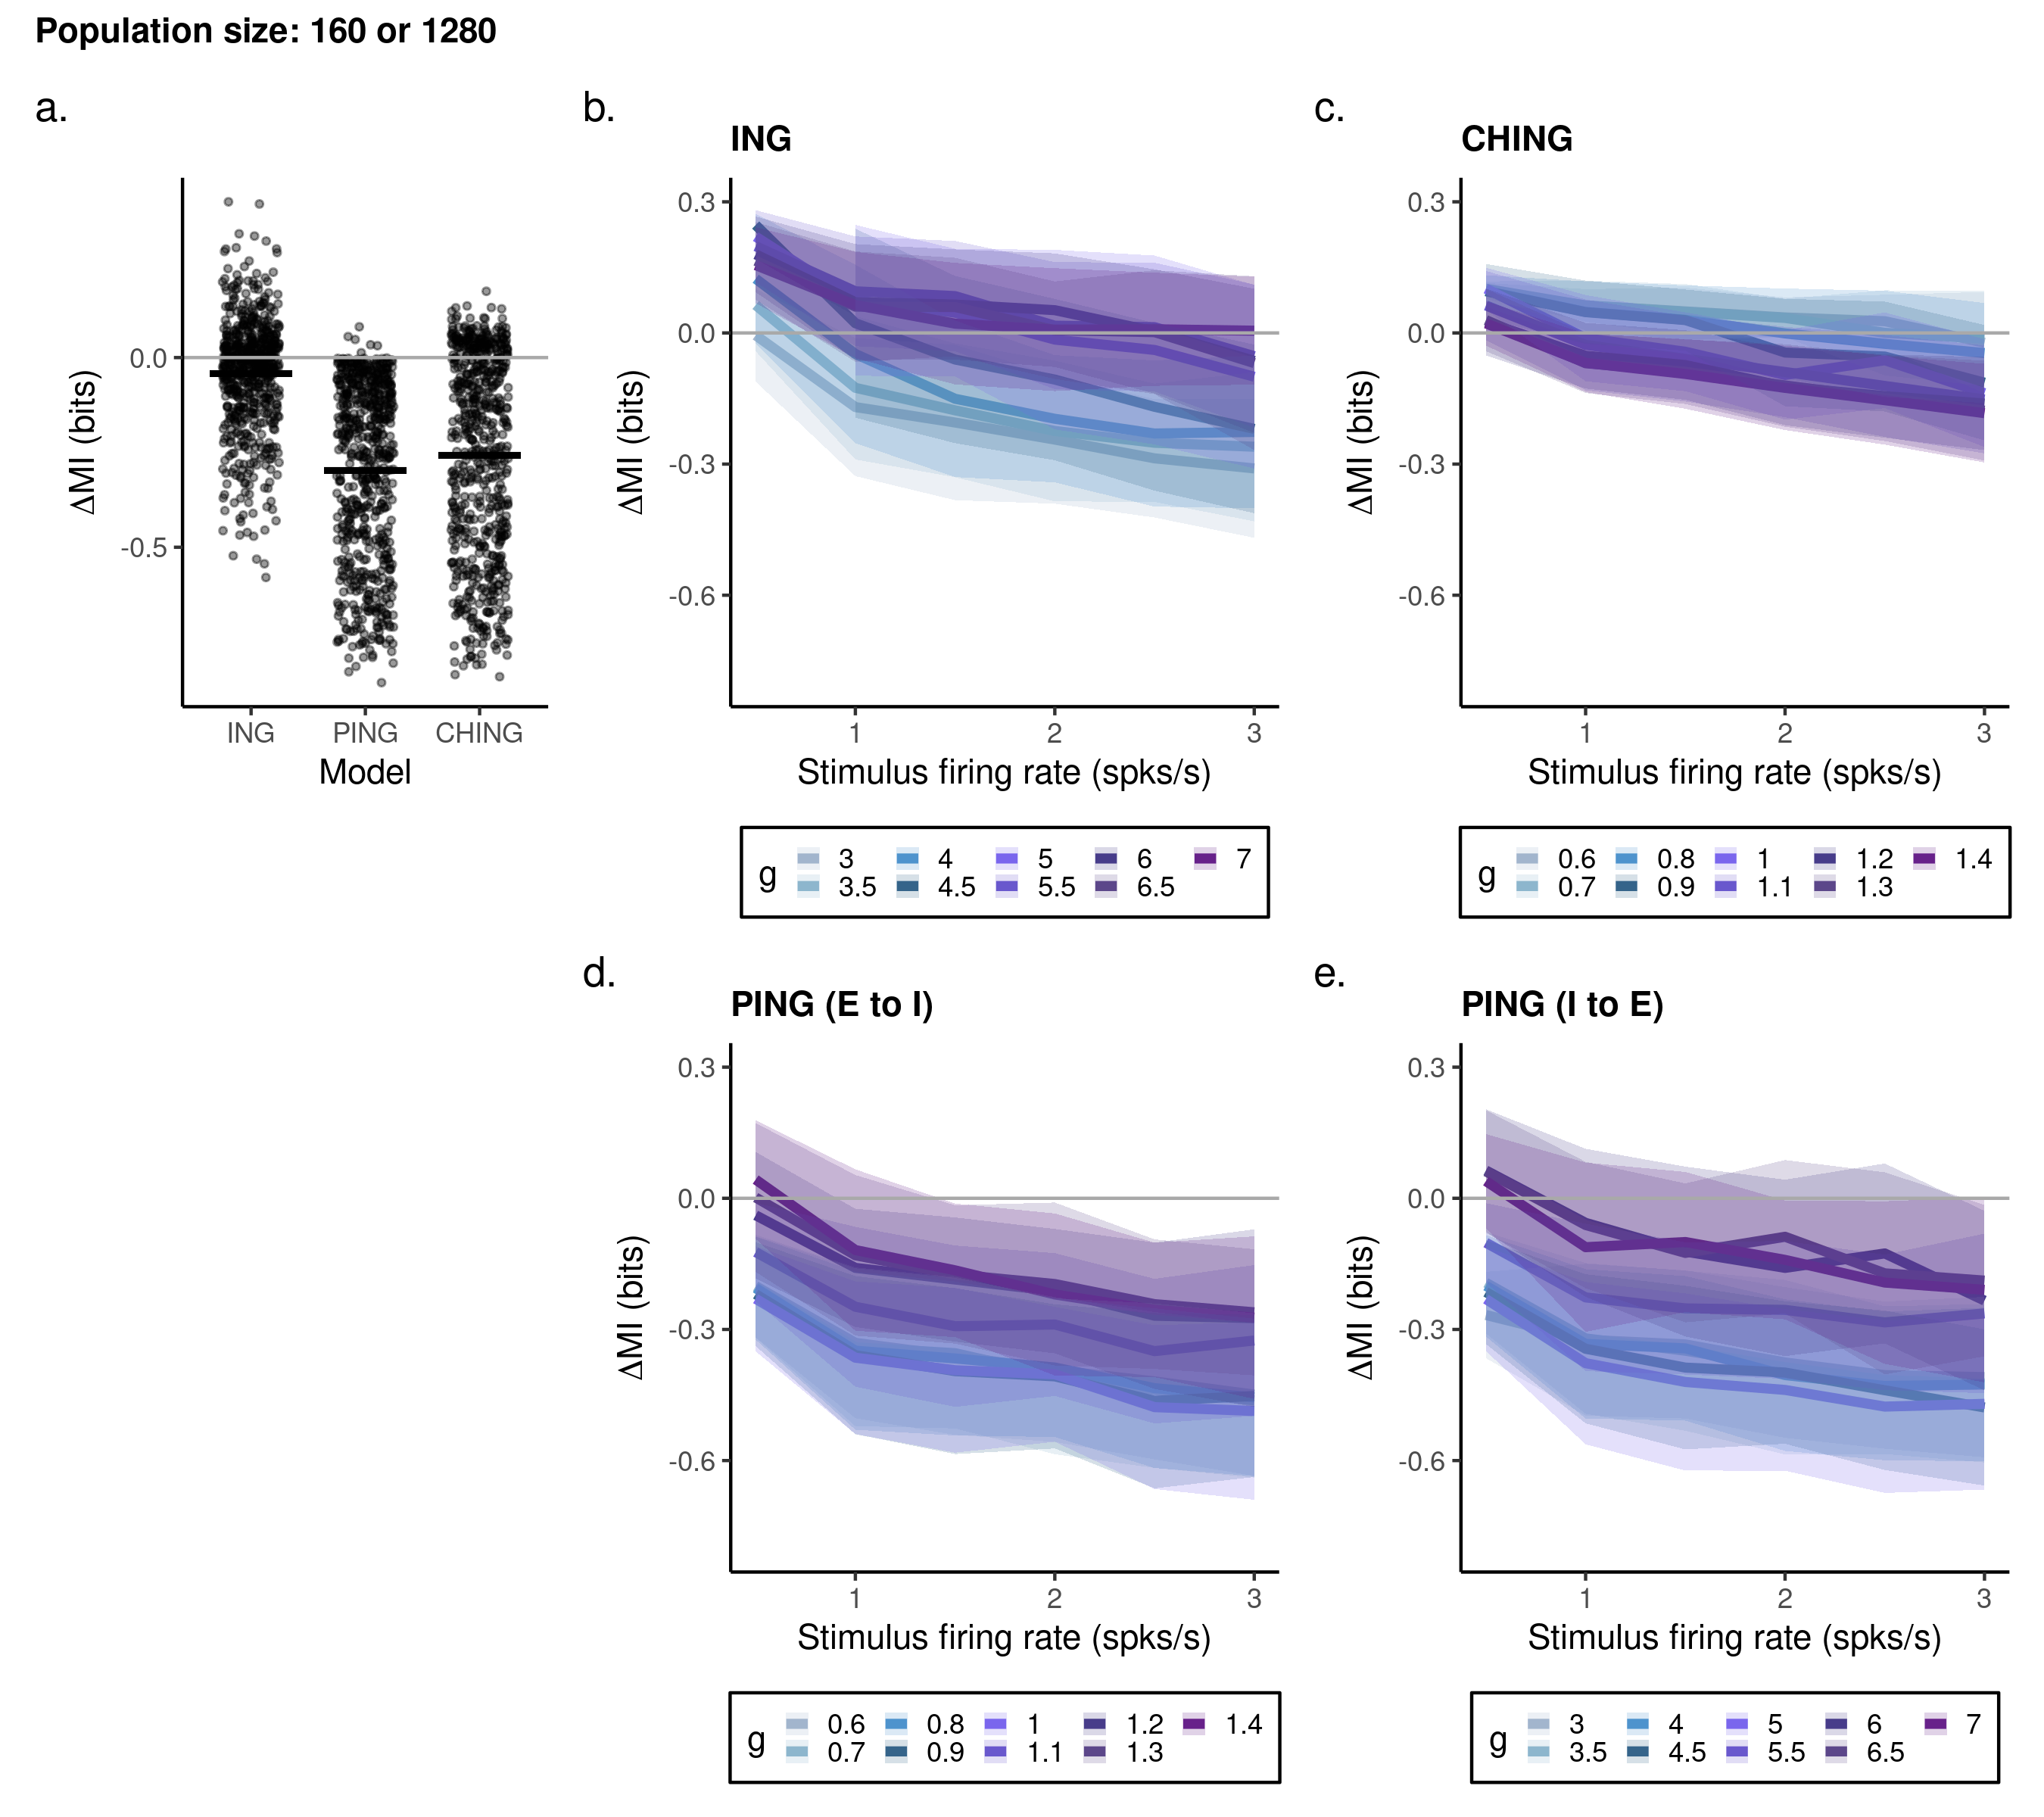 Population size: 160 or 1280
a.
0.0
-0.5
ΔMI (bits)
ING PING CHING
Model
b.
ING
0.3
0.0
-0.3
-0.6
ΔMI (bits)
1 2 3
Stimulus firing rate (spks/s)
g 3 4 5 6 7
3.5 4.5 5.5 6.5
c.
CHING
0.3
0.0
-0.3
-0.6
ΔMI (bits)
1 2 3
Stimulus firing rate (spks/s)
g 0.6 0.8 1 1.2 1.4
0.7 0.9 1.1 1.3
d.
PING (E to I)
0.3
0.0
-0.3
-0.6
ΔMI (bits)
1 2 3
Stimulus firing rate (spks/s)
g 0.6 0.8 1 1.2 1.4
0.7 0.9 1.1 1.3
e.
PING (I to E)
0.3
0.0
-0.3
-0.6
ΔMI (bits)
1 2 3
Stimulus firing rate (spks/s)
g 3 4 5 6 7
3.5 4.5 5.5 6.5